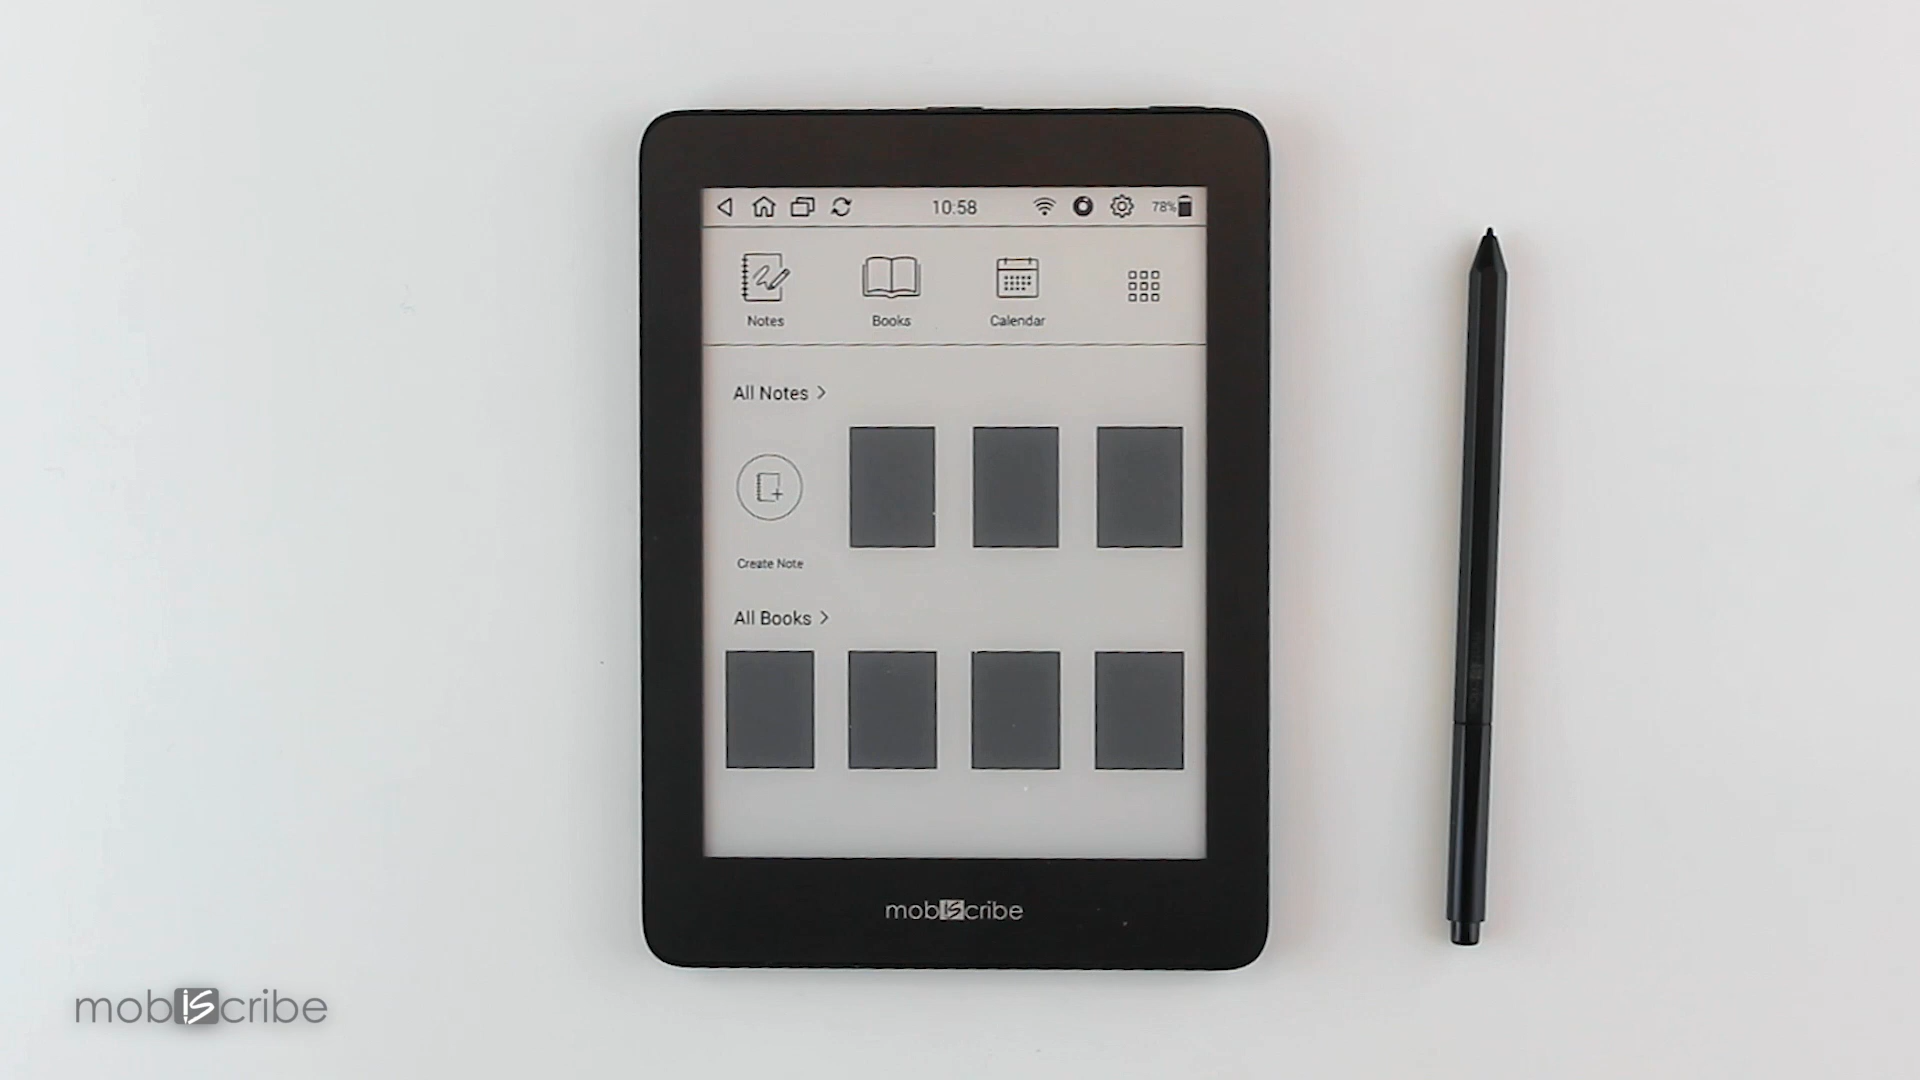 10:58
78%
Notes
Books
Calendar
All Notes >
Create Note
All Books >
mobiscribe
mobiscribe